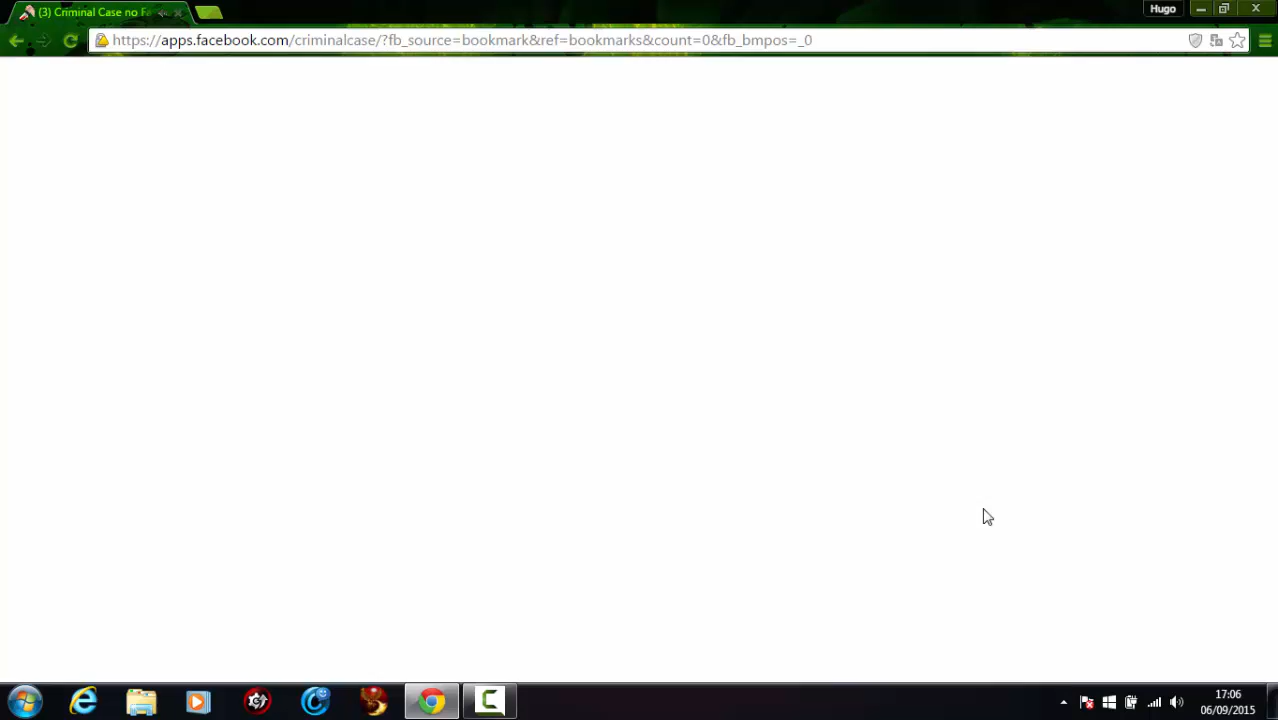 (3) Criminal Case no Fa
Hugo
https://apps.facebook.com/criminalcase/?fb_source=bookmark&ref=bookmarks&count=0&fb_bmpos=_0
17:06
06/09/2015